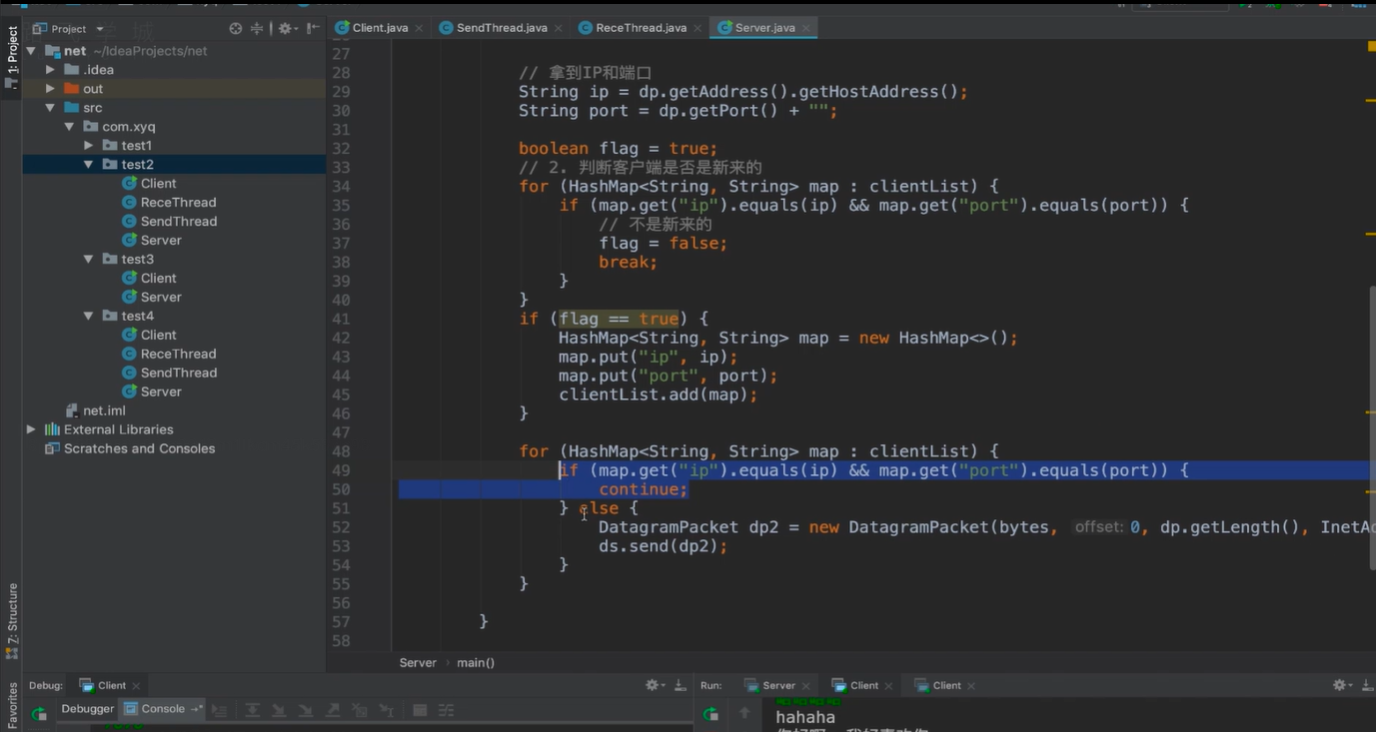 1: Project
Project
Client.java
SendThread.java
ReceThread.java
Server.java
net ~/IdeaProjects/net
.idea
out
src
com.xyq
test1
test2
Client
ReceThread
SendThread
Server
test3
Client
Server
test4
Client
ReceThread
SendThread
Server
net.iml
External Libraries
Scratches and Consoles
27
28 // 拿到IP和端口
29 String ip = dp.getAddress().getHostAddress();
30 String port = dp.getPort() + "";
31
32 boolean flag = true;
33 // 2. 判断客户端是否是新来的
34 for (HashMap<String, String> map : clientList) {
35 if (map.get("ip").equals(ip) && map.get("port").equals(port)) {
36 // 不是新来的
37 flag = false;
38 break;
39 }
40 }
41 if (flag == true) {
42 HashMap<String, String> map = new HashMap<>();
43 map.put("ip", ip);
44 map.put("port", port);
45 clientList.add(map);
46 }
47
48 for (HashMap<String, String> map : clientList) {
49 if (map.get("ip").equals(ip) && map.get("port").equals(port)) {
50 continue;
51 } else {
52 DatagramPacket dp2 = new DatagramPacket(bytes, offset: 0, dp.getLength(), InetA
53 ds.send(dp2);
54 }
55 }
56
57 }
58
Server › main()
7: Structure
Favorites
Debug: Client
Debugger Console
Run: Server Client Client
hahaha